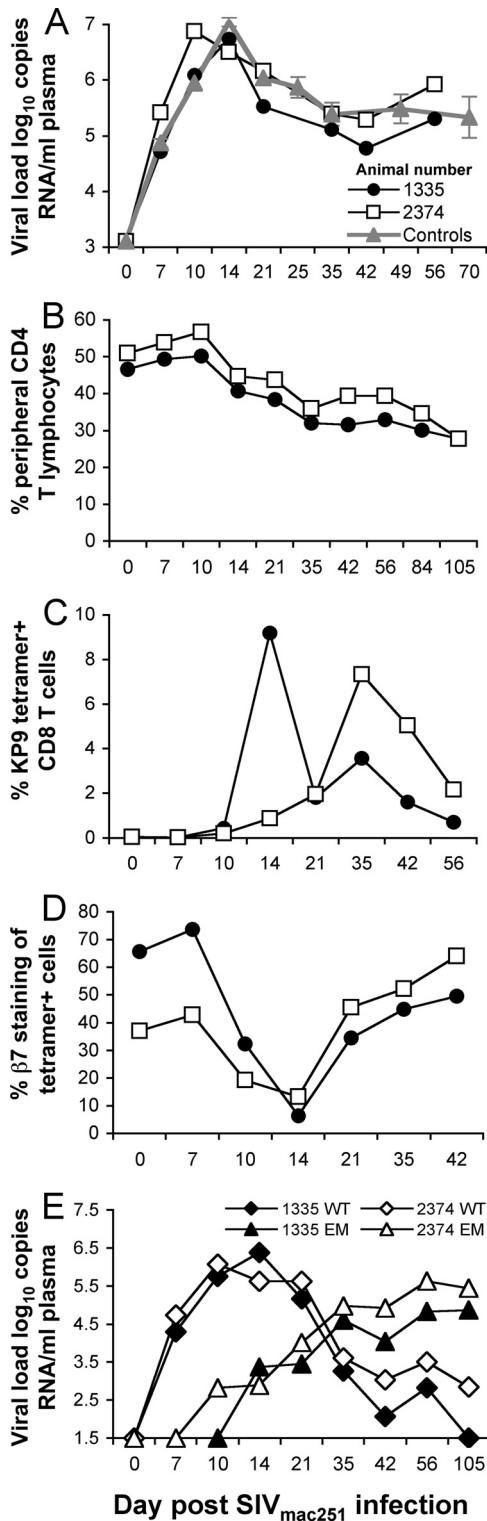 A
Viral load log10 copies
RNA/ml plasma
7
6
5
4
3
Animal number
1335
2374
Controls
0 7 10 14 21 25 35 42 49 56 70
B
% peripheral CD4
T lymphocytes
60
50
40
30
20
10
0
0 7 10 14 21 35 42 56 84 105
C
% KP9 tetramer+
CD8 T cells
10
8
6
4
2
0
0 7 10 14 21 35 42 56
D
% β7 staining of
tetramer+ cells
80
70
60
50
40
30
20
10
0
0 7 10 14 21 35 42
E
Viral load log10 copies
RNA/ml plasma
7.5
6.5
5.5
4.5
3.5
2.5
1.5
1335 WT 2374 WT
1335 EM 2374 EM
0 7 10 14 21 35 42 56 105
Day post SIVmac251 infection